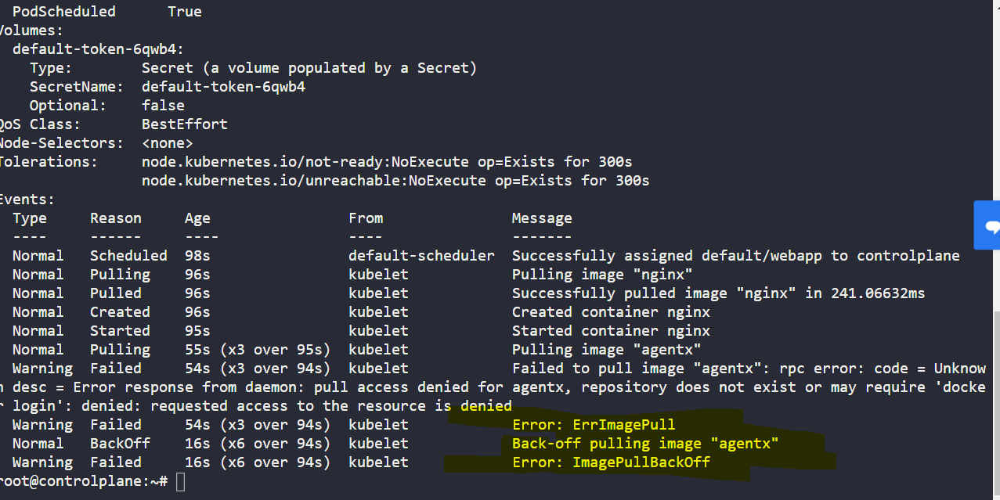 PodScheduled True
Volumes:
default-token-6qwb4:
Type: Secret (a volume populated by a Secret)
SecretName: default-token-6qwb4
Optional: false
QoS Class: BestEffort
Node-Selectors: <none>
Tolerations: node.kubernetes.io/not-ready:NoExecute op=Exists for 300s
node.kubernetes.io/unreachable:NoExecute op=Exists for 300s
Events:
Type Reason Age From Message
---- ------ ---- ---- -------
Normal Scheduled 98s default-scheduler Successfully assigned default/webapp to controlplane
Normal Pulling 96s kubelet Pulling image "nginx"
Normal Pulled 96s kubelet Successfully pulled image "nginx" in 241.06632ms
Normal Created 96s kubelet Created container nginx
Normal Started 95s kubelet Started container nginx
Normal Pulling 55s (x3 over 95s) kubelet Pulling image "agentx"
Warning Failed 54s (x3 over 94s) kubelet Failed to pull image "agentx": rpc error: code = Unknow
n desc = Error response from daemon: pull access denied for agentx, repository does not exist or may require 'docke
r login': denied: requested access to the resource is denied
Warning Failed 54s (x3 over 94s) kubelet Error: ErrImagePull
Normal BackOff 16s (x6 over 94s) kubelet Back-off pulling image "agentx"
Warning Failed 16s (x6 over 94s) kubelet Error: ImagePullBackOff
root@controlplane:~#